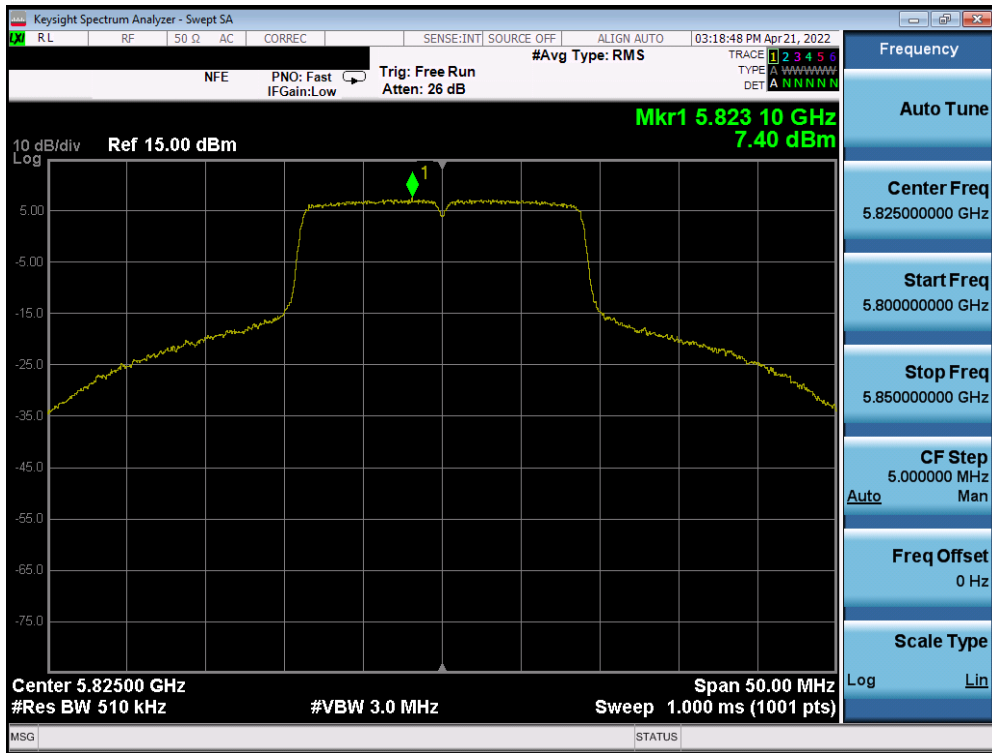 Keysight Spectrum Analyzer - Swept SA
LXI RL RF 50 Ω AC CORREC SENSE:INT SOURCE OFF ALIGN AUTO 03:18:48 PM Apr 21, 2022
#Avg Type: RMS TRACE 1 2 3 4 5 6
NFE PNO: Fast Trig: Free Run TYPE A WWWWW
IFGain:Low Atten: 26 dB DET A N N N N N
Mkr1 5.823 10 GHz
7.40 dBm
10 dB/div Ref 15.00 dBm
Log
1
5.00
-5.00
-15.0
-25.0
-35.0
-45.0
-55.0
-65.0
-75.0
Center 5.82500 GHz Span 50.00 MHz
#Res BW 510 kHz #VBW 3.0 MHz Sweep 1.000 ms (1001 pts)
MSG STATUS
Frequency
Auto Tune
Center Freq
5.825000000 GHz
Start Freq
5.800000000 GHz
Stop Freq
5.850000000 GHz
CF Step
5.000000 MHz
Auto Man
Freq Offset
0 Hz
Scale Type
Log Lin